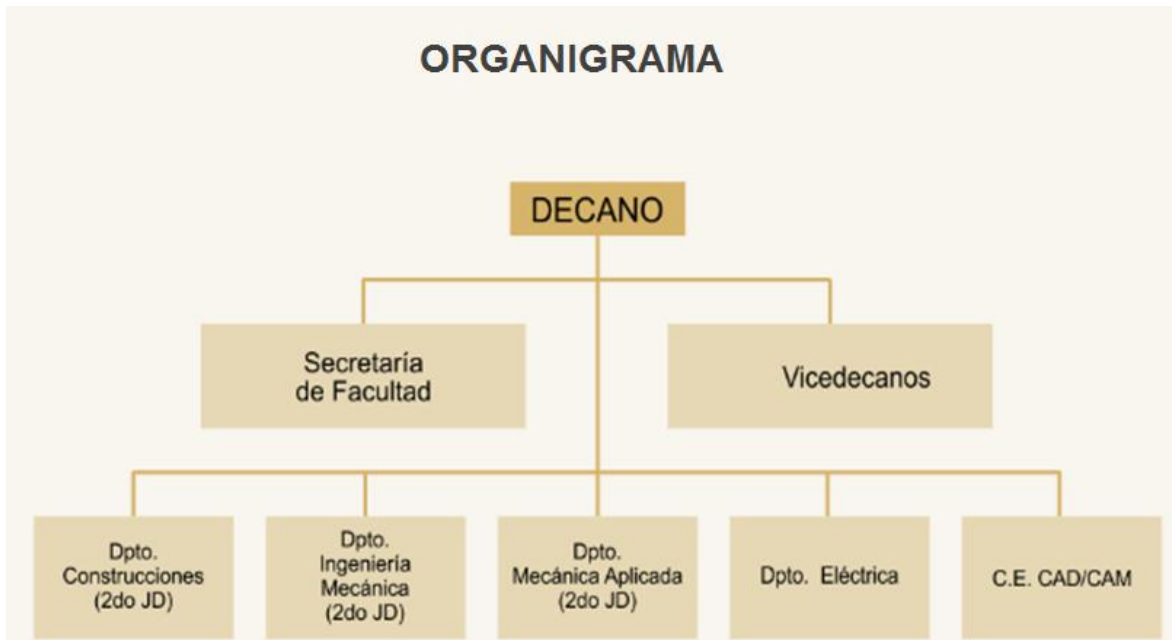 ORGANIGRAMA
DECANO
Secretaría
de Facultad
Vicedecanos
Dpto.
Construcciones
(2do JD)
Dpto.
Ingeniería
Mecánica
(2do JD)
Dpto.
Mecánica Aplicada
(2do JD)
Dpto. Eléctrica
C.E. CAD/CAM